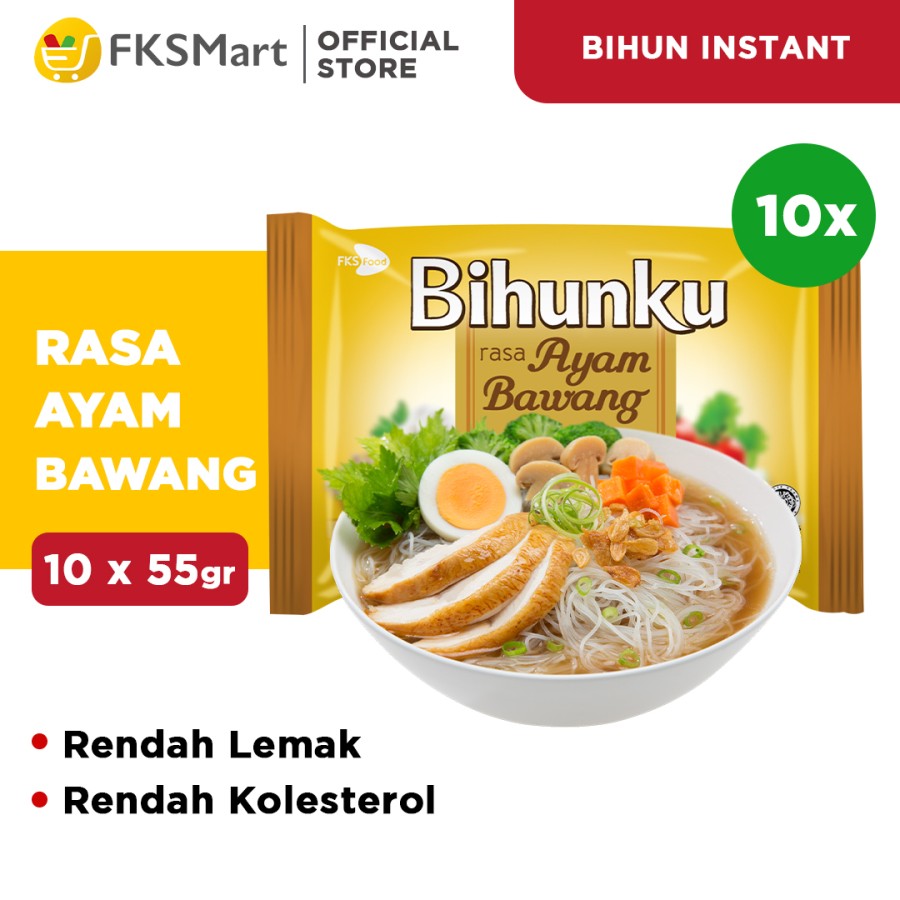 FKSMart
OFFICIAL
STORE
BIHUN INSTANT
10x
FKS Food
Bihunku
rasa Ayam
Bawang
RASA
AYAM
BAWANG
10 x 55gr
• Rendah Lemak
• Rendah Kolesterol